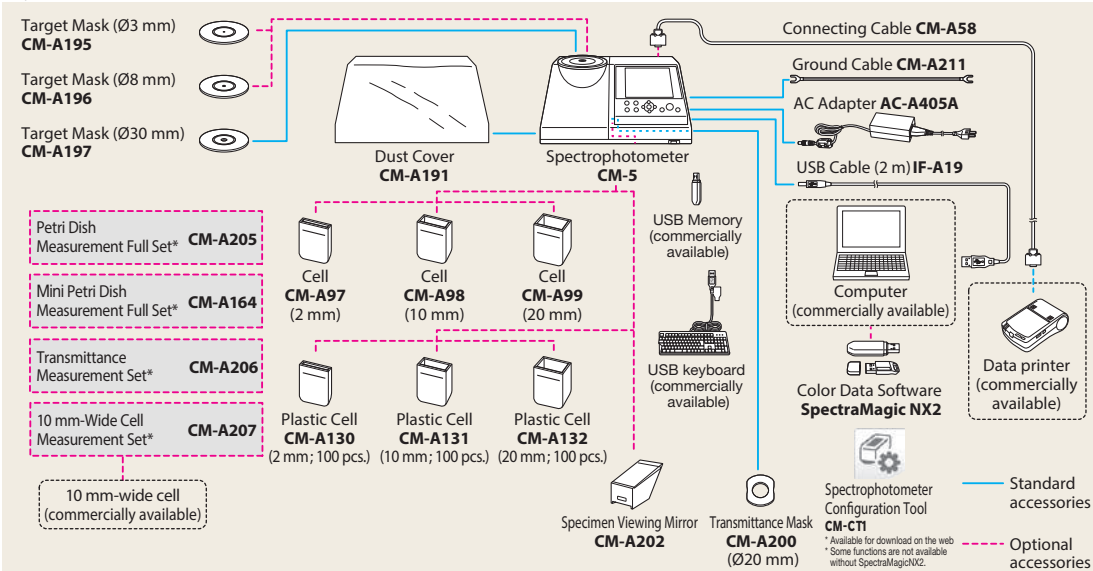 Target Mask (Ø3 mm)
CM-A195
Target Mask (Ø8 mm)
CM-A196
Target Mask (Ø30 mm)
CM-A197
Dust Cover
CM-A191
Spectrophotometer
CM-5
Connecting Cable CM-A58
Ground Cable CM-A211
AC Adapter AC-A405A
USB Cable (2 m) IF-A19
Petri Dish
Measurement Full Set* CM-A205
Mini Petri Dish
Measurement Full Set* CM-A164
Transmittance
Measurement Set* CM-A206
10 mm-Wide Cell
Measurement Set* CM-A207
10 mm-wide cell
(commercially available)
Cell
CM-A97
(2 mm)
Cell
CM-A98
(10 mm)
Cell
CM-A99
(20 mm)
Plastic Cell
CM-A130
(2 mm; 100 pcs.)
Plastic Cell
CM-A131
(10 mm; 100 pcs.)
Plastic Cell
CM-A132
(20 mm; 100 pcs.)
USB Memory
(commercially
available)
USB keyboard
(commercially
available)
Computer
(commercially available)
Color Data Software
SpectraMagic NX2
Data printer
(commercially
available)
Specimen Viewing Mirror
CM-A202
Transmittance Mask
CM-A200
(Ø20 mm)
Spectrophotometer
Configuration Tool
CM-CT1
* Available for download on the web
* Some functions are not available
without SpectraMagicNX2.
Standard
accessories
Optional
accessories